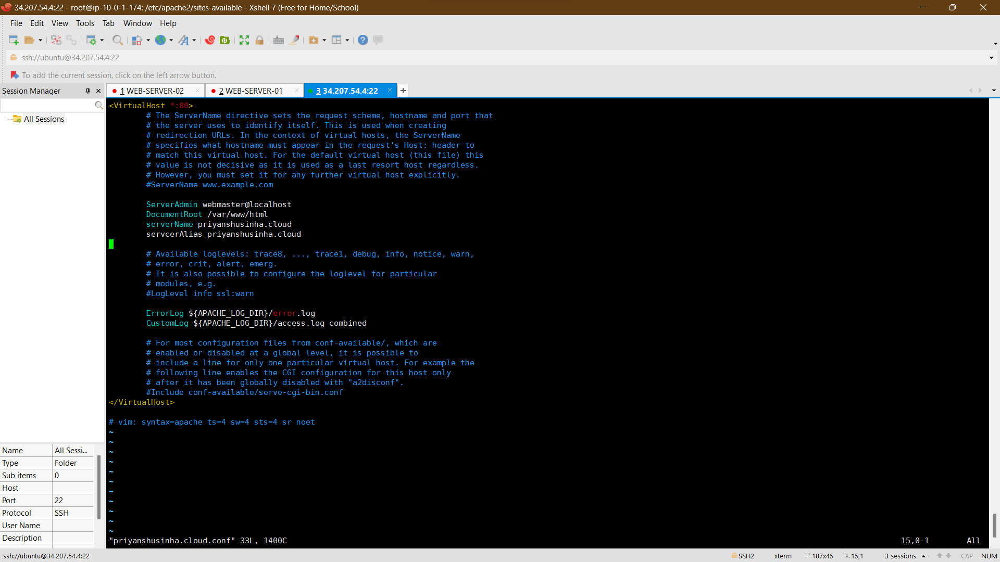 34.207.54.4:22 - root@ip-10-0-1-174: /etc/apache2/sites-available - Xshell 7 (Free for Home/School)
File Edit View Tools Tab Window Help
ssh://ubuntu@34.207.54.4:22
To add the current session, click on the left arrow button.
Session Manager
1 WEB-SERVER-02
2 WEB-SERVER-01
3 34.207.54.4:22
All Sessions
<VirtualHost *:80>
# The ServerName directive sets the request scheme, hostname and port that
# the server uses to identify itself. This is used when creating
# redirection URLs. In the context of virtual hosts, the ServerName
# specifies what hostname must appear in the request's Host: header to
# match this virtual host. For the default virtual host (this file) this
# value is not decisive as it is used as a last resort host regardless.
# However, you must set it for any further virtual host explicitly.
#ServerName www.example.com
ServerAdmin webmaster@localhost
DocumentRoot /var/www/html
serverName priyanshusinha.cloud
servcerAlias priyanshusinha.cloud
# Available loglevels: trace8, ..., trace1, debug, info, notice, warn,
# error, crit, alert, emerg.
# It is also possible to configure the loglevel for particular
# modules, e.g.
#LogLevel info ssl:warn
ErrorLog ${APACHE_LOG_DIR}/error.log
CustomLog ${APACHE_LOG_DIR}/access.log combined
# For most configuration files from conf-available/, which are
# enabled or disabled at a global level, it is possible to
# include a line for only one particular virtual host. For example the
# following line enables the CGI configuration for this host only
# after it has been globally disabled with "a2disconf".
#Include conf-available/serve-cgi-bin.conf
</VirtualHost>
# vim: syntax=apache ts=4 sw=4 sts=4 sr noet
~
~
~
~
~
~
~
~
~
~
~
"priyanshusinha.cloud.conf" 33L, 1400C 15,0-1 All
Name All Sessi...
Type Folder
Sub items 0
Host
Port 22
Protocol SSH
User Name
Description
ssh://ubuntu@34.207.54.4:22 SSH2 xterm 187x45 15,1 3 sessions CAP NUM